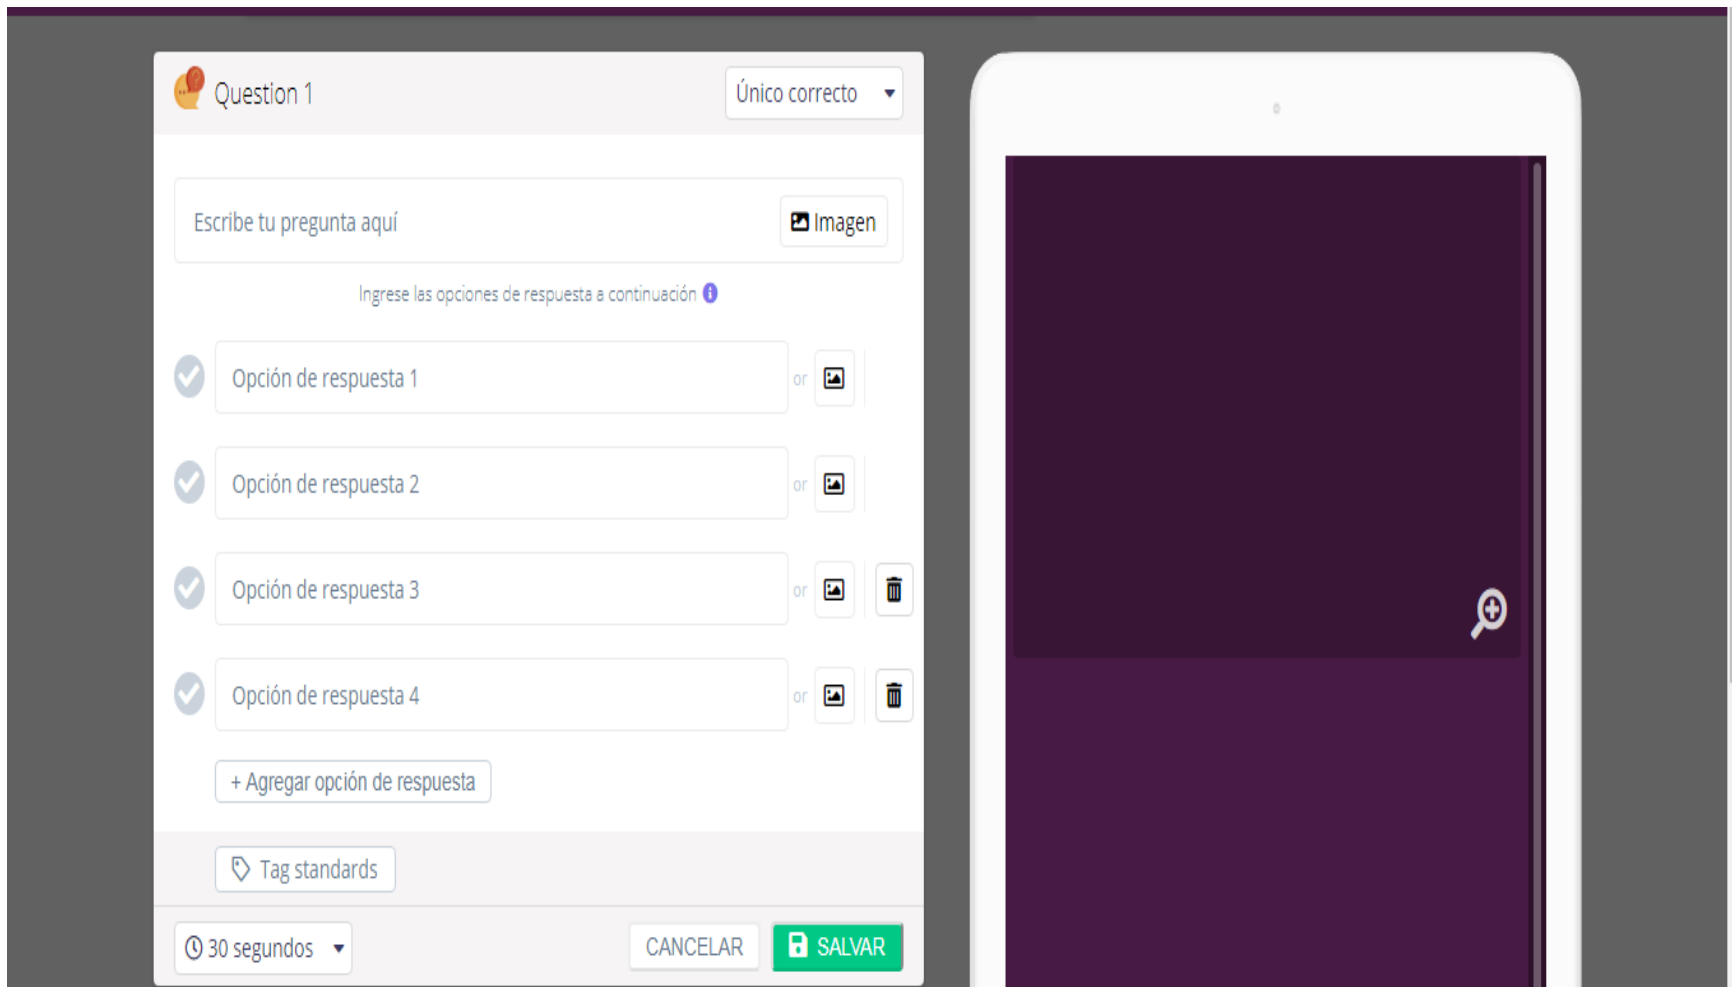 Question 1
Único correcto
Escribe tu pregunta aquí
Imagen
Ingrese las opciones de respuesta a continuación
Opción de respuesta 1
or
Opción de respuesta 2
or
Opción de respuesta 3
or
Opción de respuesta 4
or
+ Agregar opción de respuesta
Tag standards
30 segundos
CANCELAR
SALVAR